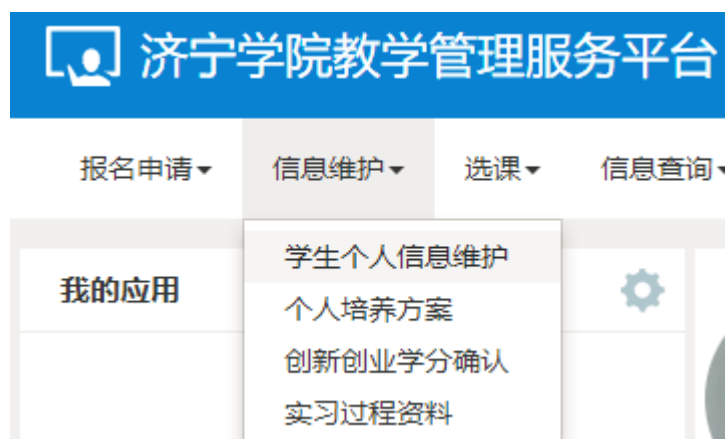 济宁学院教学管理服务平台
报名申请 信息维护 选课 信息查询
学生个人信息维护
我的应用
个人培养方案
创新创业学分确认
实习过程资料